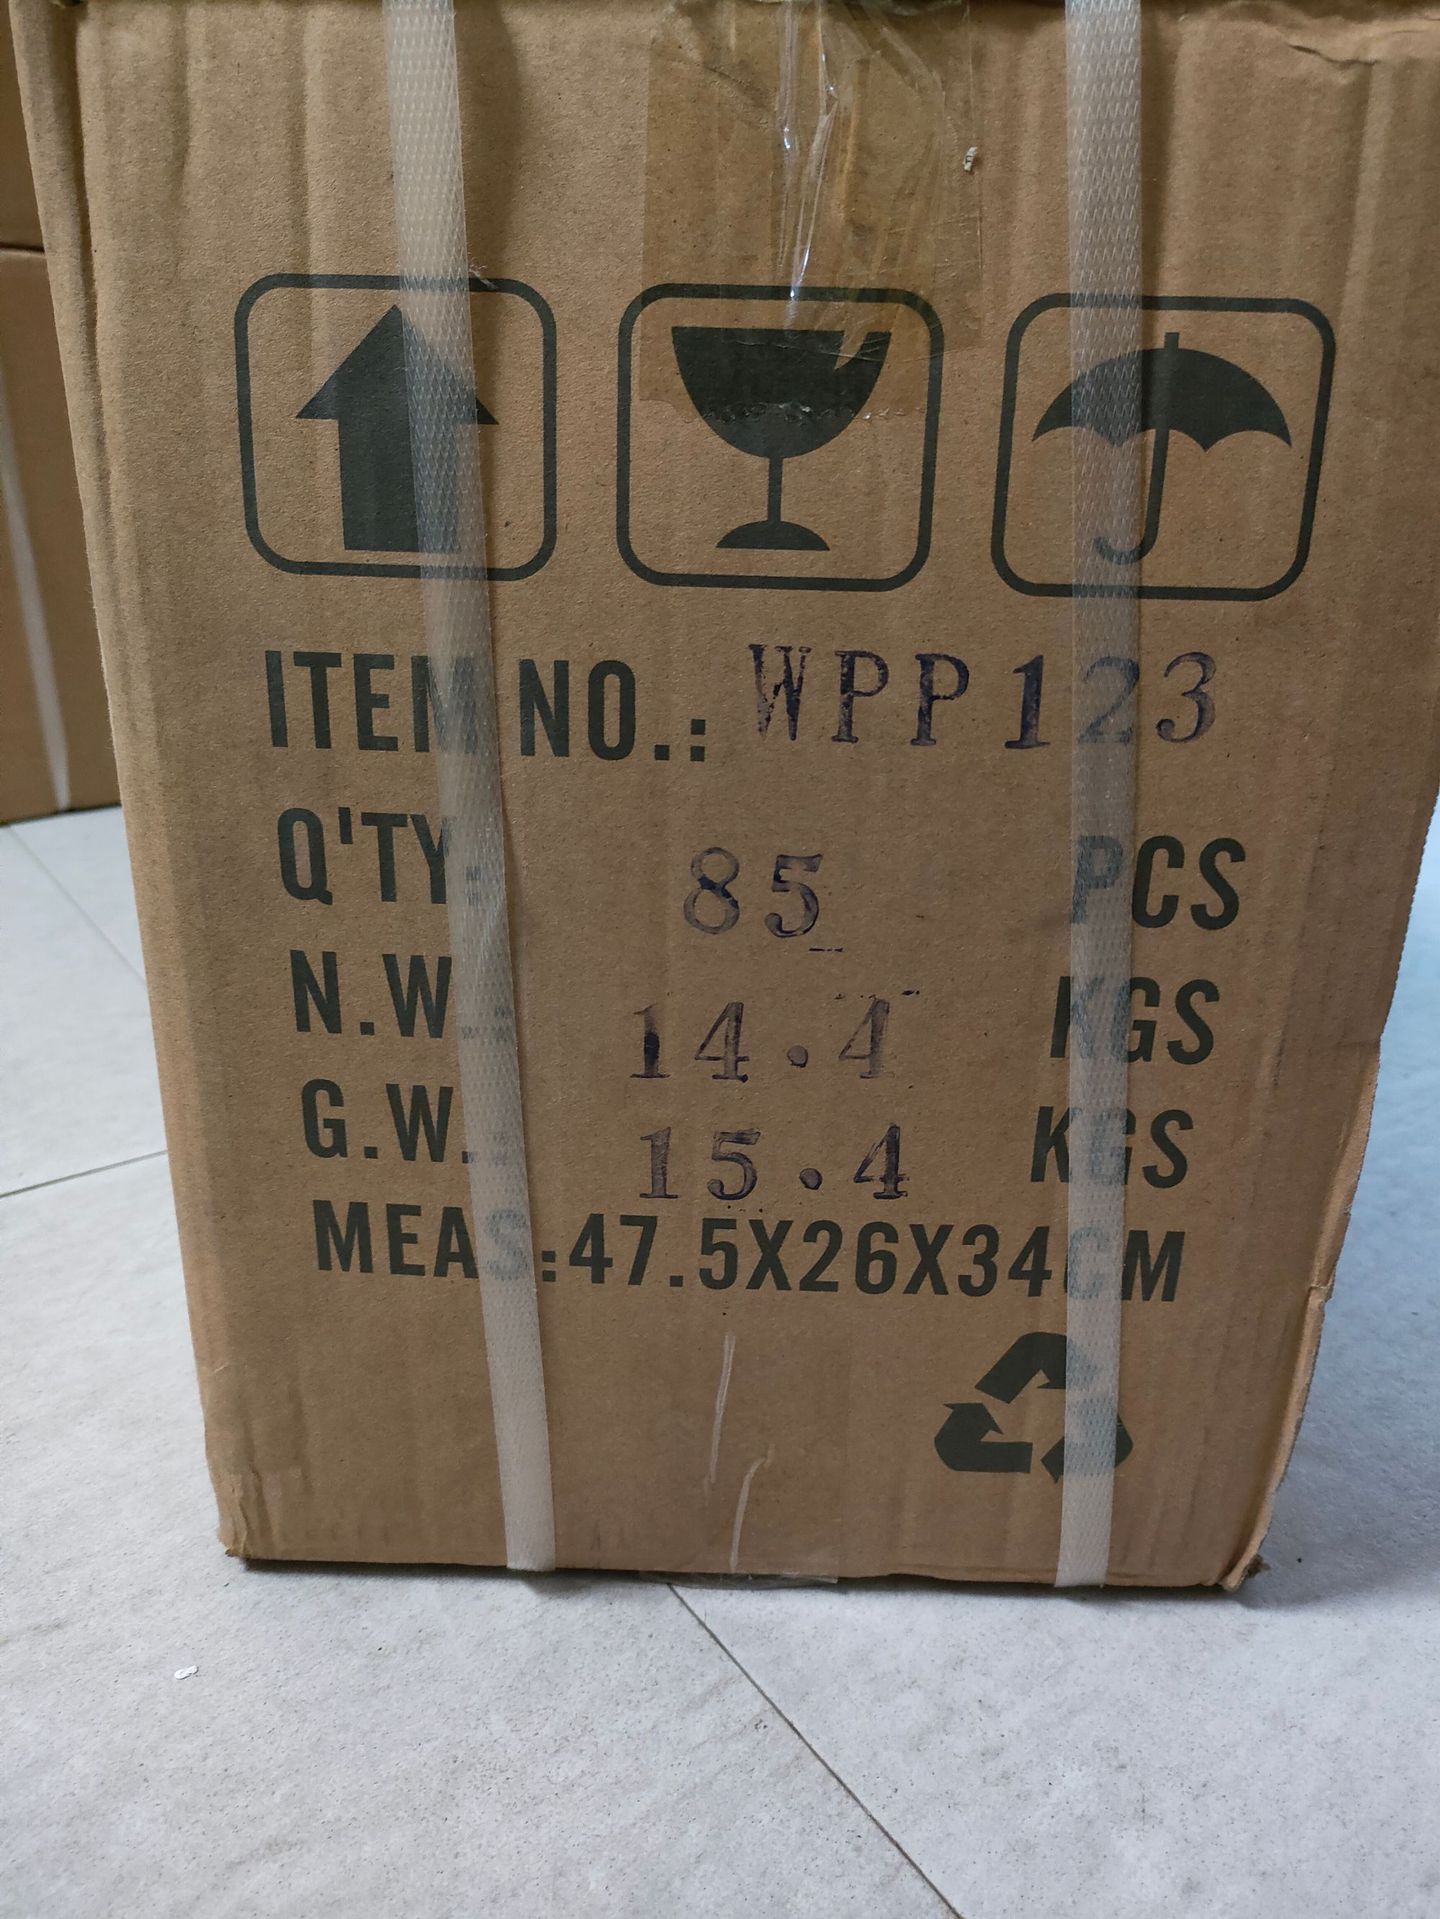 ITEM NO.: WPP123
Q'TY: 85 PCS
N.W.: 14.4 KGS
G.W.: 15.4 KGS
MEAS:47.5X26X34CM